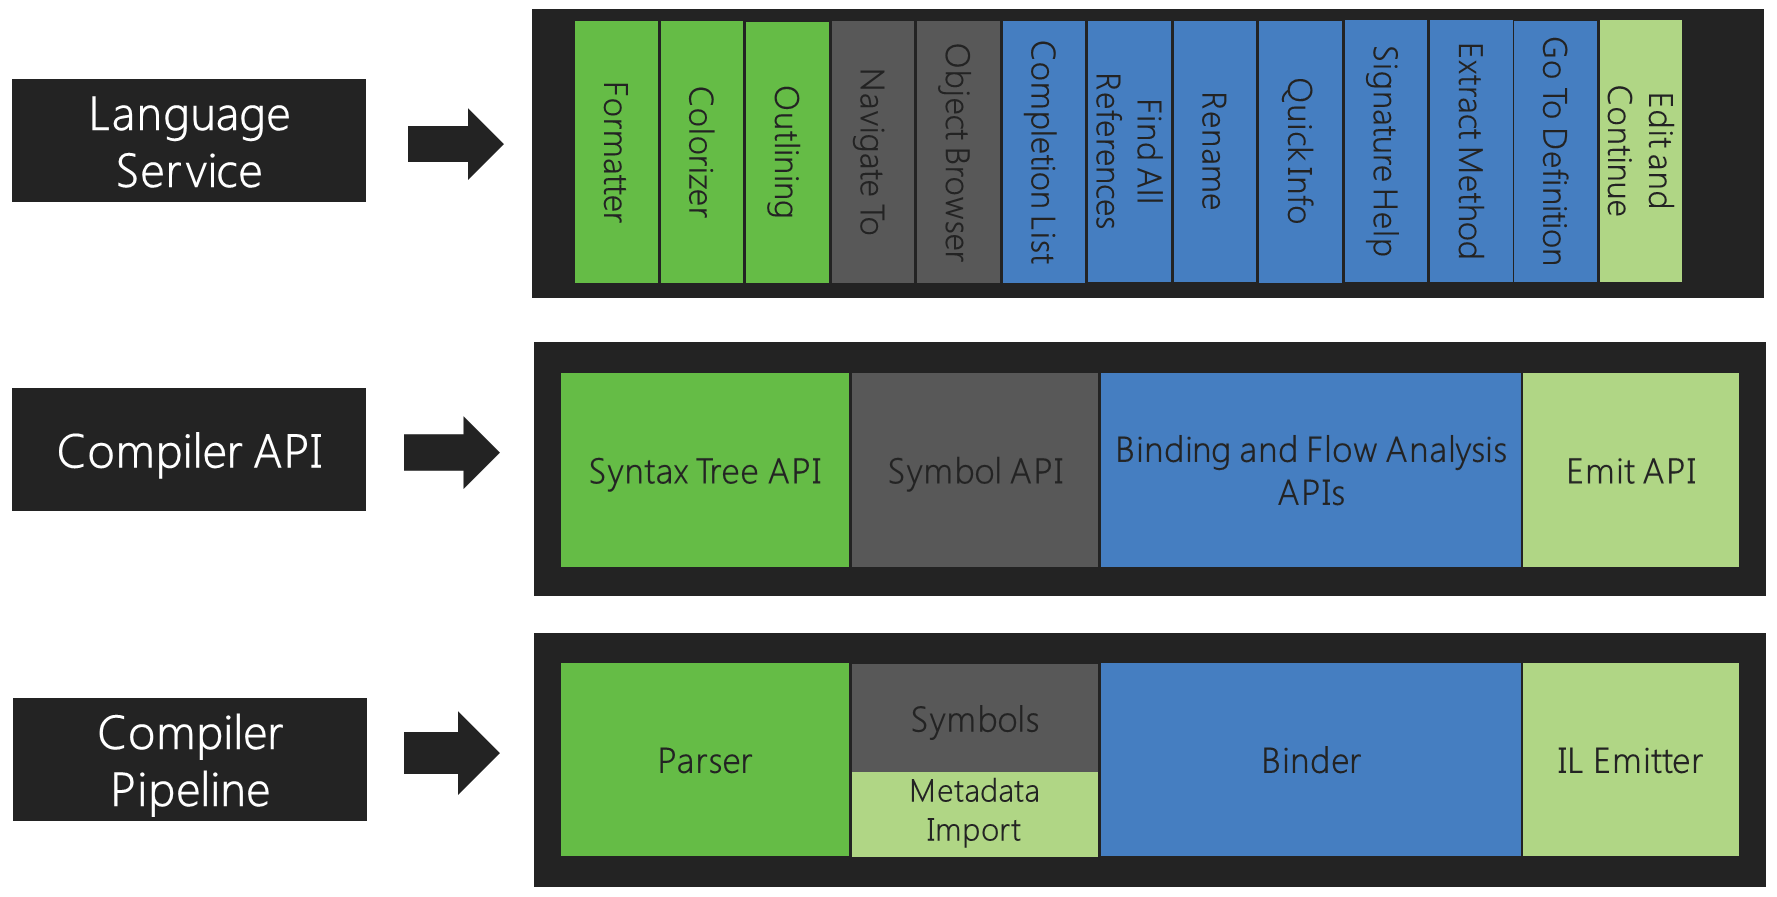 Language
Service
Formatter
Colorizer
Outlining
Navigate To
Object Browser
Completion List
Find All
References
Rename
QuickInfo
Signature Help
Extract Method
Go To Definition
Edit and
Continue
Compiler API
Syntax Tree API
Symbol API
Binding and Flow Analysis
APIs
Emit API
Compiler
Pipeline
Parser
Symbols
Metadata
Import
Binder
IL Emitter